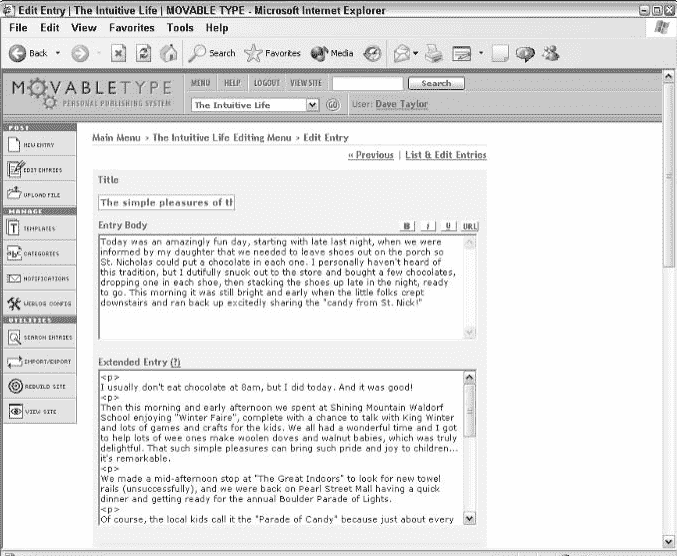 Edit Entry | The Intuitive Life | MOVABLE TYPE - Microsoft Internet Explorer
File Edit View Favorites Tools Help
Back Search Favorites Media
MOVABLETYPE
PERSONAL PUBLISHING SYSTEM
MENU HELP LOGOUT VIEW SITE Search
The Intuitive Life GO User: Dave Taylor
POST
NEW ENTRY
EDIT ENTRIES
UPLOAD FILE
MANAGE
TEMPLATES
CATEGORIES
NOTIFICATIONS
WEBLOG CONFIG
UTILITIES
SEARCH ENTRIES
IMPORT/EXPORT
REBUILD SITE
VIEW SITE
Main Menu > The Intuitive Life Editing Menu > Edit Entry
« Previous | List & Edit Entries
Title
The simple pleasures of th
Entry Body B I U URL
Today was an amazingly fun day, starting with late last night, when we were
informed by my daughter that we needed to leave shoes out on the porch so
St. Nicholas could put a chocolate in each one. I personally haven't heard of
this tradition, but I dutifully snuck out to the store and bought a few chocolates,
dropping one in each shoe, then stacking the shoes up late in the night, ready
to go. This morning it was still bright and early when the little folks crept
downstairs and ran back up excitedly sharing the "candy from St. Nick!"
Extended Entry (?)
<p>
I usually don't eat chocolate at 8am, but I did today. And it was good!
<p>
Then this morning and early afternoon we spent at Shining Mountain Waldorf
School enjoying "Winter Faire", complete with a chance to talk with King Winter
and lots of games and crafts for the kids. We all had a wonderful time and I got
to help lots of wee ones make woolen doves and walnut babies, which was truly
delightful. That such simple pleasures can bring such pride and joy to children...
it's remarkable.
<p>
We made a mid-afternoon stop at "The Great Indoors" to look for new towel
rails (unsuccessfully), and we were back on Pearl Street Mall having a quick
dinner and getting ready for the annual Boulder Parade of Lights.
<p>
Of course, the local kids call it the "Parade of Candy" because just about every